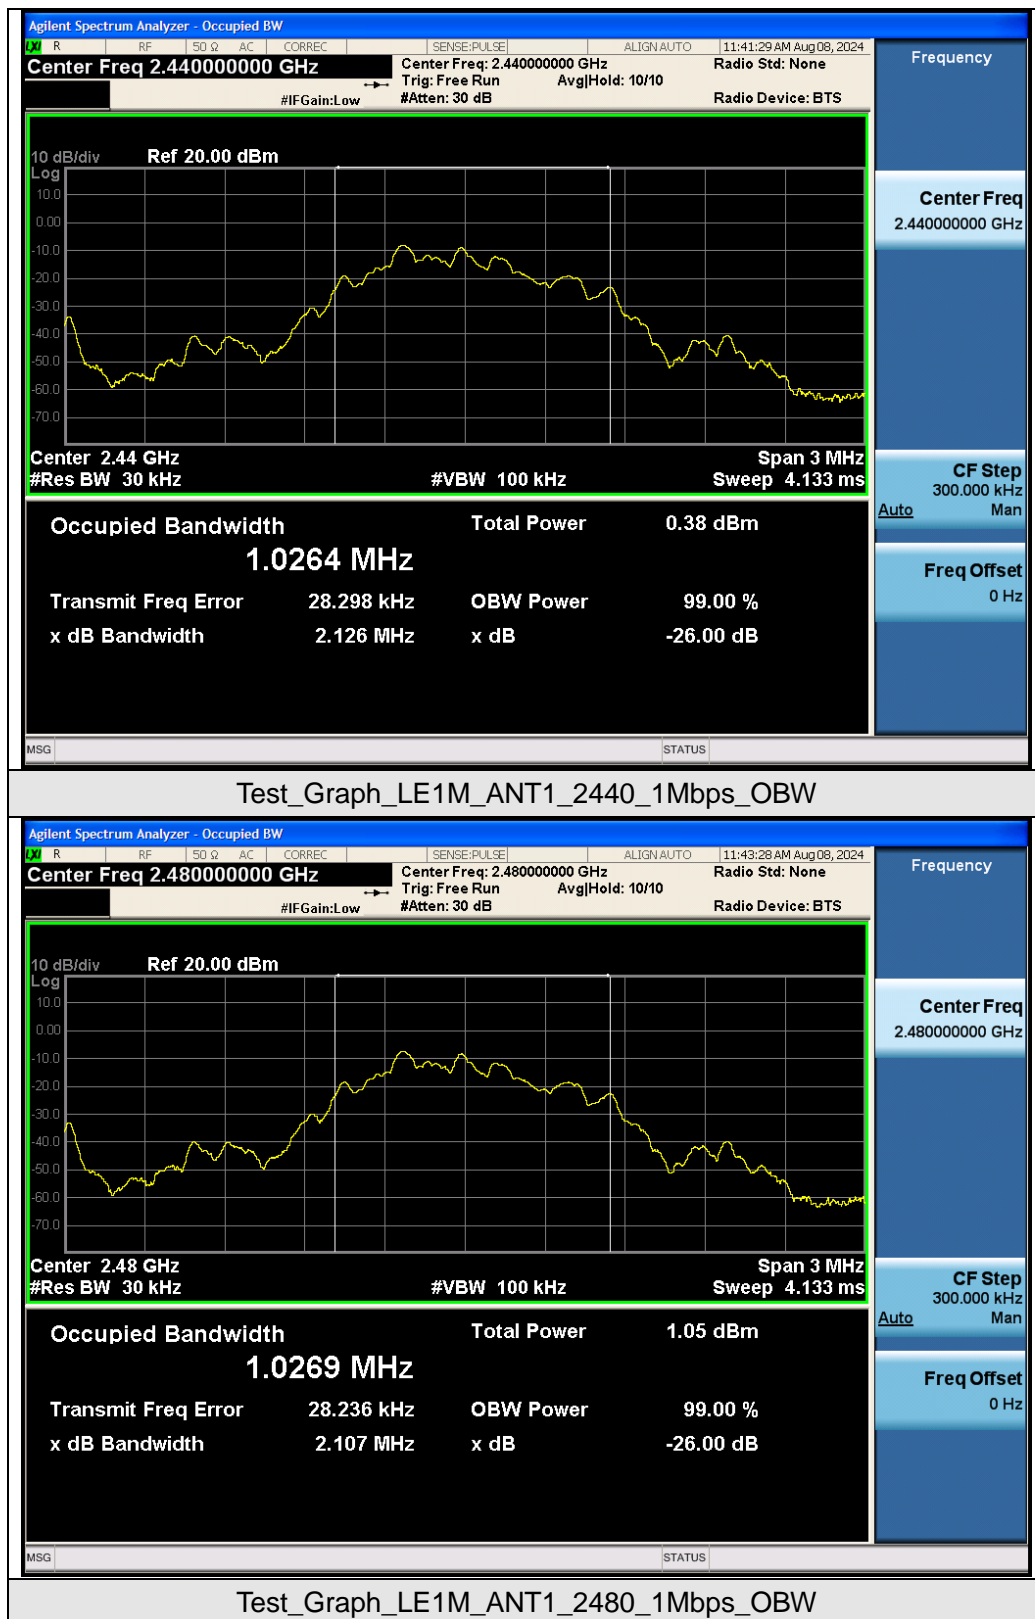 Agilent Spectrum Analyzer - Occupied BW
LXI R RF 50 Ω AC CORREC SENSE:PULSE ALIGN AUTO 11:41:29 AM Aug 08, 2024
Center Freq 2.440000000 GHz Center Freq: 2.440000000 GHz Radio Std: None
Trig: Free Run Avg|Hold: 10/10
#IFGain:Low #Atten: 30 dB Radio Device: BTS
Frequency
10 dB/div Ref 20.00 dBm
Log
10.0
0.00
-10.0
-20.0
-30.0
-40.0
-50.0
-60.0
-70.0
Center 2.44 GHz Span 3 MHz
#Res BW 30 kHz #VBW 100 kHz Sweep 4.133 ms
Center Freq
2.440000000 GHz
CF Step
300.000 kHz
Auto Man
Freq Offset
0 Hz
Occupied Bandwidth Total Power 0.38 dBm
1.0264 MHz
Transmit Freq Error 28.298 kHz OBW Power 99.00 %
x dB Bandwidth 2.126 MHz x dB -26.00 dB
MSG STATUS
Test_Graph_LE1M_ANT1_2440_1Mbps_OBW
Agilent Spectrum Analyzer - Occupied BW
LXI R RF 50 Ω AC CORREC SENSE:PULSE ALIGN AUTO 11:43:28 AM Aug 08, 2024
Center Freq 2.480000000 GHz Center Freq: 2.480000000 GHz Radio Std: None
Trig: Free Run Avg|Hold: 10/10
#IFGain:Low #Atten: 30 dB Radio Device: BTS
Frequency
10 dB/div Ref 20.00 dBm
Log
10.0
0.00
-10.0
-20.0
-30.0
-40.0
-50.0
-60.0
-70.0
Center 2.48 GHz Span 3 MHz
#Res BW 30 kHz #VBW 100 kHz Sweep 4.133 ms
Center Freq
2.480000000 GHz
CF Step
300.000 kHz
Auto Man
Freq Offset
0 Hz
Occupied Bandwidth Total Power 1.05 dBm
1.0269 MHz
Transmit Freq Error 28.236 kHz OBW Power 99.00 %
x dB Bandwidth 2.107 MHz x dB -26.00 dB
MSG STATUS
Test_Graph_LE1M_ANT1_2480_1Mbps_OBW